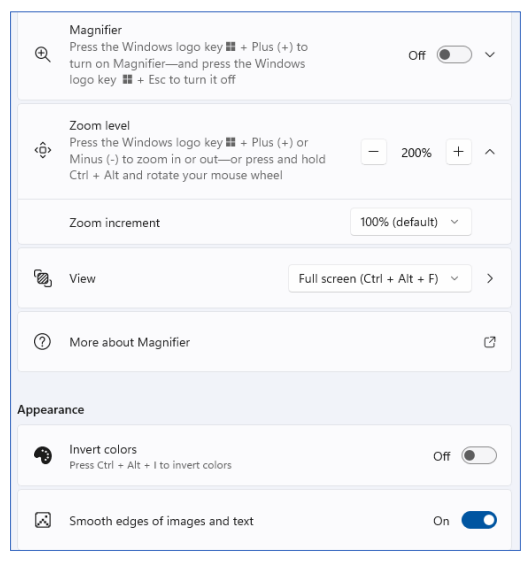 Magnifier
Press the Windows logo key + Plus (+) to
turn on Magnifier—and press the Windows
logo key + Esc to turn it off
Off
Zoom level
Press the Windows logo key + Plus (+) or
Minus (-) to zoom in or out—or press and hold
Ctrl + Alt and rotate your mouse wheel
200%
Zoom increment
100% (default)
View
Full screen (Ctrl + Alt + F)
More about Magnifier
Appearance
Invert colors
Press Ctrl + Alt + I to invert colors
Off
Smooth edges of images and text
On